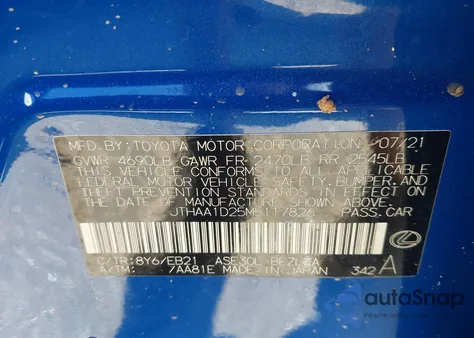 MFD.BY:TOYOTA MOTOR CORPORATION 07/21
GVWR 4690LB GAWR FR 2470LB RR 2545LB
THIS VEHICLE CONFORMS TO ALL APPLICABLE
FEDERAL MOTOR VEHICLE SAFETY, BUMPER, AND
THEFT PREVENTION STANDARDS IN EFFECT ON
THE DATE OF MANUFACTURE SHOWN ABOVE.
PASS.CAR
C/TR:8Y6/EB21 ASE30L-BEZLZA
A/TM: 7AA81E MADE IN JAPAN 342 A
autoSnap